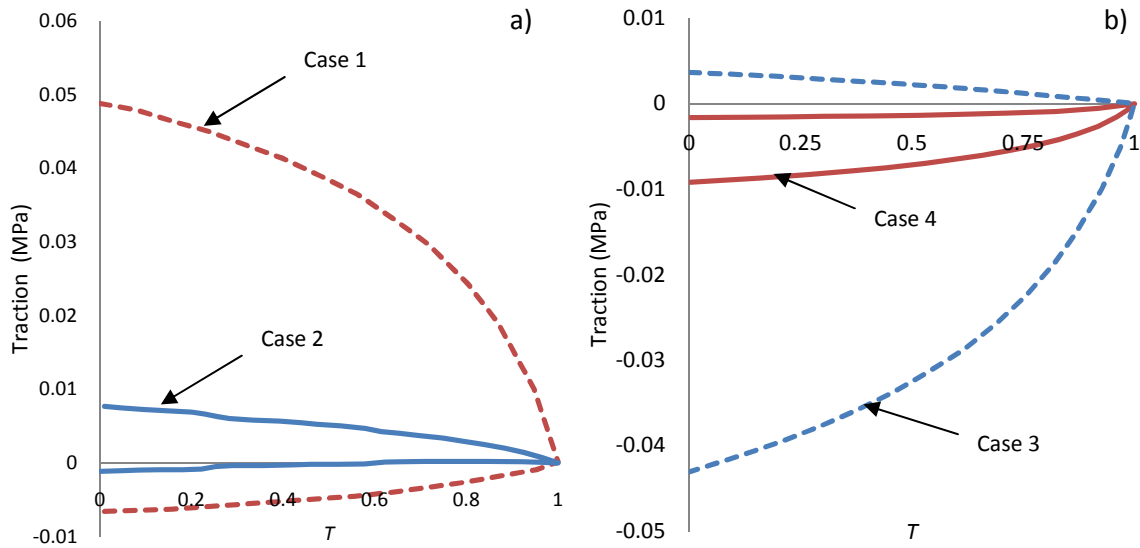 a)
0.06
0.05
0.04
0.03
0.02
0.01
0
-0.01
Traction (MPa)
Case 1
Case 2
0 0.2 0.4 0.6 0.8 1
T
b)
0.01
0
-0.01
-0.02
-0.03
-0.04
-0.05
Traction (MPa)
0 0.25 0.5 0.75 1
Case 4
Case 3
T